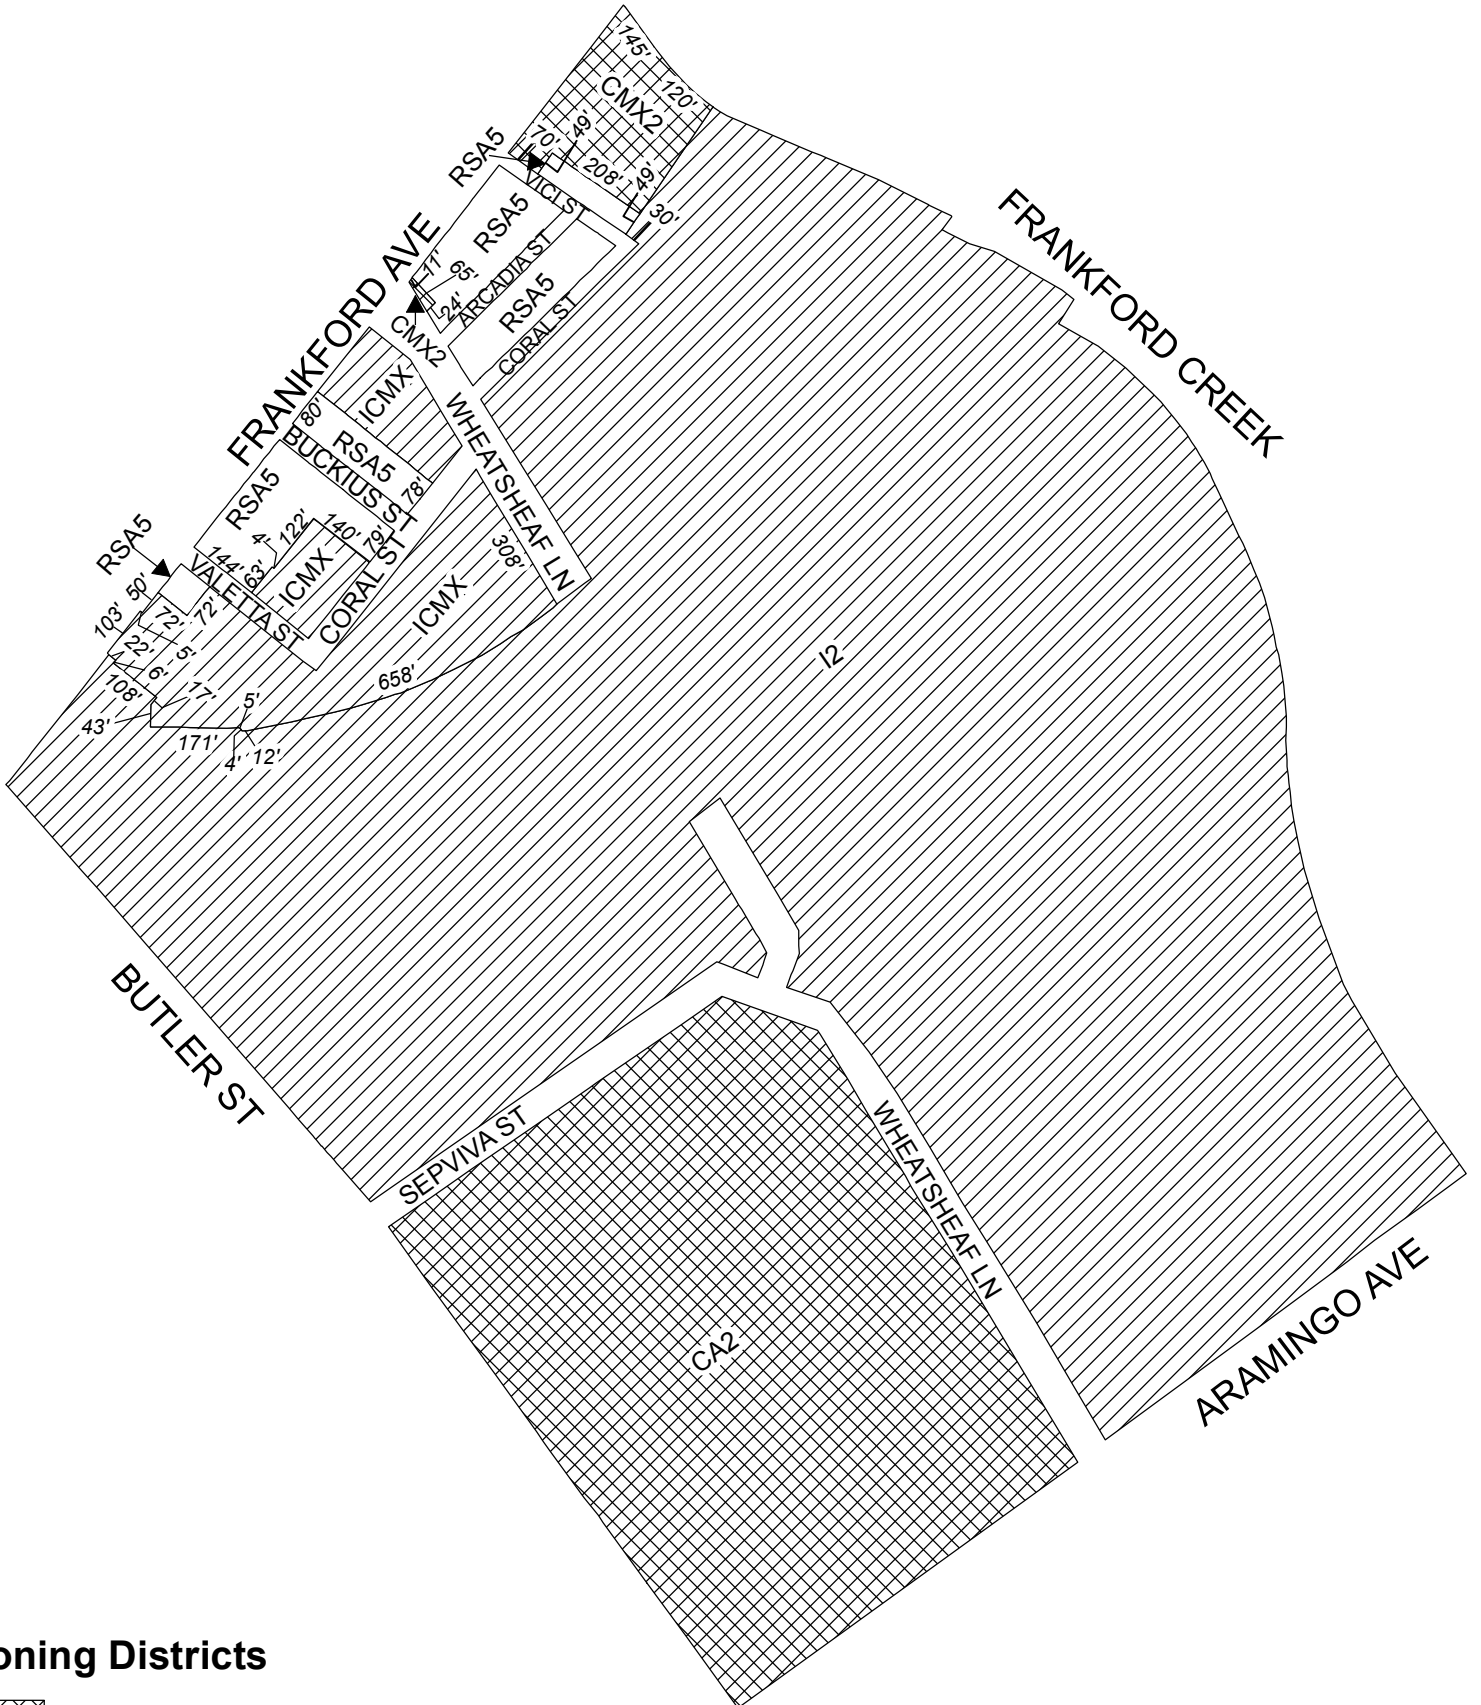 145'
120'
CMX2
49'
70'
RSA5
208'
49'
VICI ST
30'
RSA5
FRANKFORD AVE
ARCADIA ST
11'
65'
24'
RSA5
CORAL ST
CMX2
FRANKFORD CREEK
ICMX
WHEATSHEAF LN
80'
RSA5
BUCKIUS ST
78'
RSA5
4'
122'
140'
79'
RSA5
144'
63'
ICMX
CORAL ST
308'
ICMX
VALETTA ST
50'
103'
72'
72'
22'
5'
6'
108'
17'
5'
658'
43'
171'
4'
12'
I2
BUTLER ST
SEPVIVA ST
WHEATSHEAF LN
CA2
ARAMINGO AVE
oning Districts